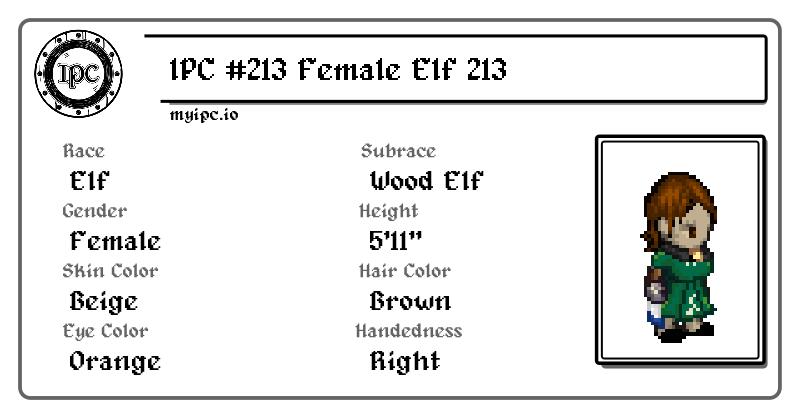 IPC
IPC #213 Female Elf 213
myipc.io
Race
Elf
Subrace
Wood Elf
Gender
Female
Height
5'11"
Skin Color
Beige
Hair Color
Brown
Eye Color
Orange
Handedness
Right